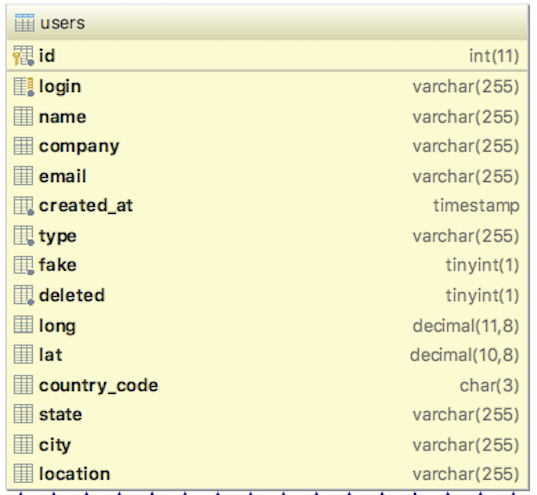 users
id int(11)
login varchar(255)
name varchar(255)
company varchar(255)
email varchar(255)
created_at timestamp
type varchar(255)
fake tinyint(1)
deleted tinyint(1)
long decimal(11,8)
lat decimal(10,8)
country_code char(3)
state varchar(255)
city varchar(255)
location varchar(255)